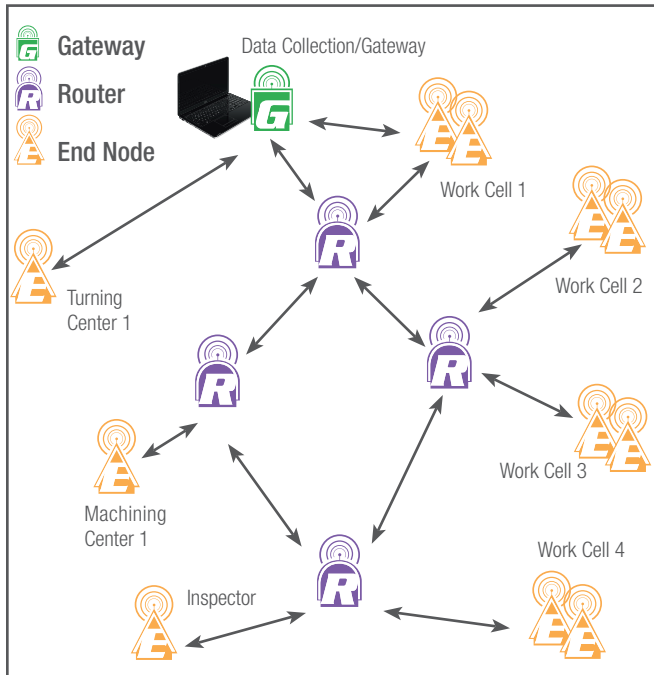 G Gateway
R Router
E End Node
Data Collection/Gateway
G
E E
Work Cell 1
R
E E
Work Cell 2
E
Turning
Center 1
R
R
E E
Work Cell 3
E
Machining
Center 1
R
Work Cell 4
E E
Inspector
E